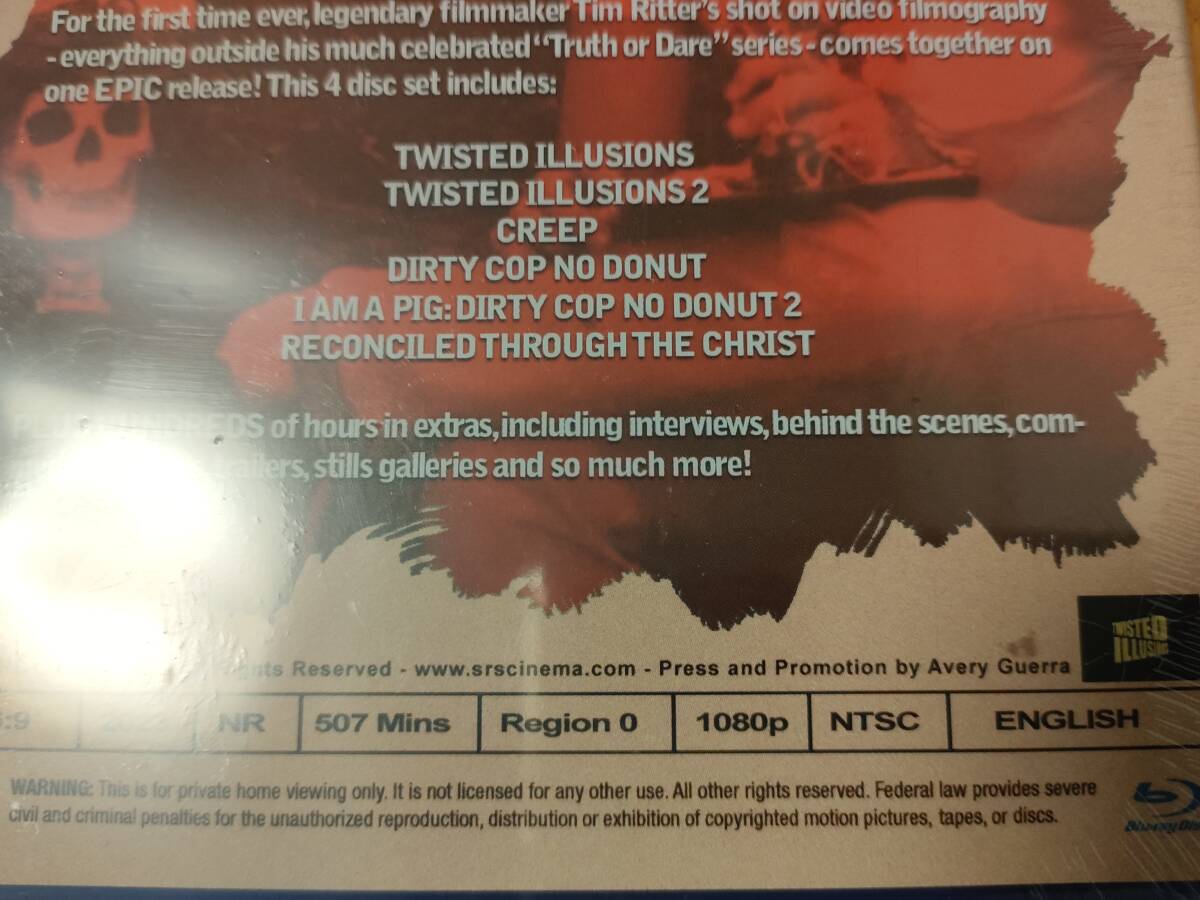 For the first time ever, legendary filmmaker Tim Ritter's shot on video filmography
- everything outside his much celebrated "Truth or Dare" series - comes together on
one EPIC release! This 4 disc set includes:
TWISTED ILLUSIONS
TWISTED ILLUSIONS 2
CREEP
DIRTY COP NO DONUT
I AM A PIG: DIRTY COP NO DONUT 2
RECONCILED THROUGH THE CHRIST
of hours in extras, including interviews, behind the scenes, com-
stills galleries and so much more!
Reserved - www.srscinema.com - Press and Promotion by Avery Guerra
TWISTED
ILLUSIONS
NR 507 Mins Region 0 1080p NTSC ENGLISH
WARNING: This is for private home viewing only. It is not licensed for any other use. All other rights reserved. Federal law provides severe
civil and criminal penalties for the unauthorized reproduction, distribution or exhibition of copyrighted motion pictures, tapes, or discs.